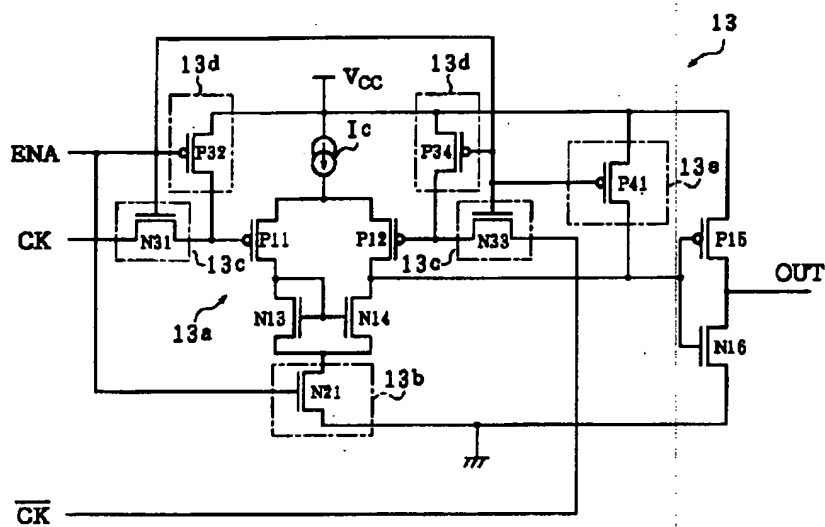 13
13d
13d
VCC
Ic
ENA
P32
P34
P41
13e
CK
N31
P11
P12
N33
P15
13c
13c
OUT
13a
N13
N14
N16
N21
13b
C̅K̅